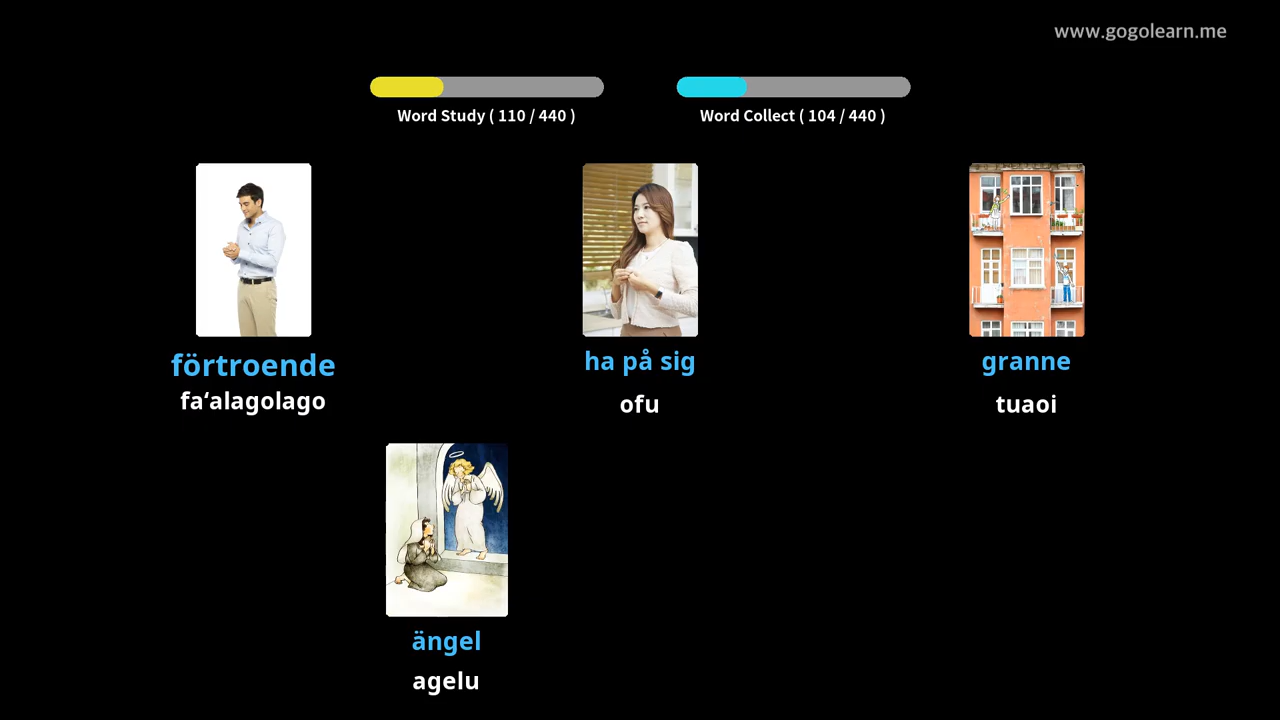 www.gogolearn.me
Word Study ( 110 / 440 )
Word Collect ( 104 / 440 )
förtroende
fa‘alagolago
ha på sig
ofu
granne
tuaoi
ängel
agelu